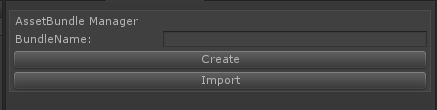 AssetBundle Manager
BundleName:
Create
Import